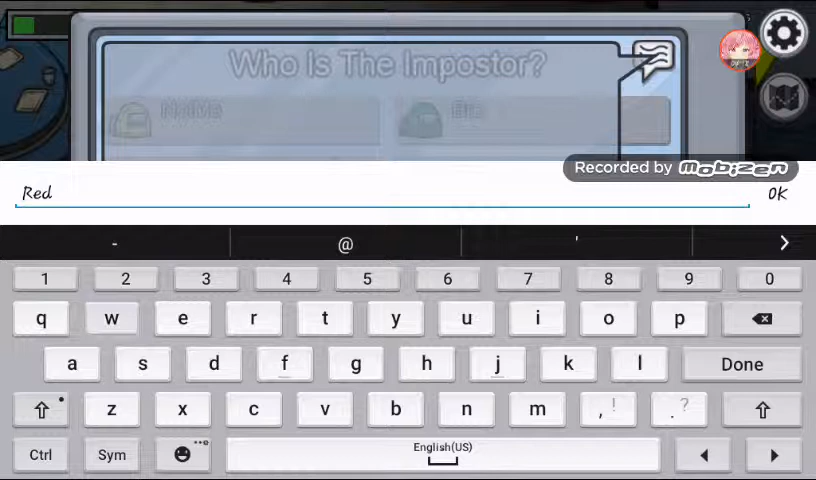 Who Is The Impostor?
Recorded by mobizen
Red
OK
- @ '
1 2 3 4 5 6 7 8 9 0
q w e r t y u i o p
a s d f g h j k l Done
z x c v b n m , ! . ?
Ctrl Sym English(US)